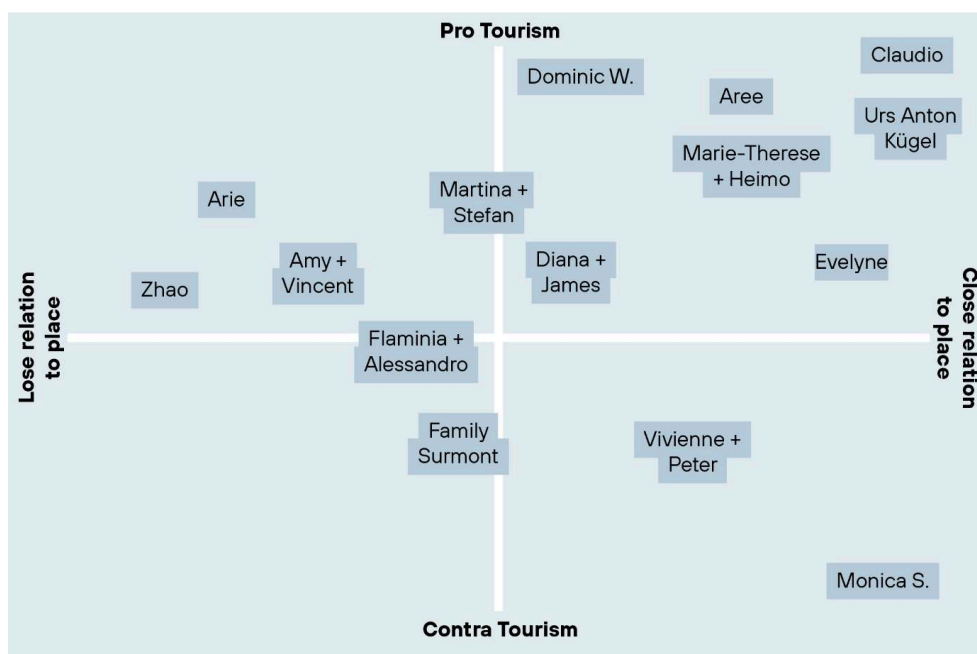 Pro Tourism
Claudio
Dominic W.
Aree
Urs Anton
Kügel
Marie-Therese
+ Heimo
Martina +
Stefan
Arie
Amy +
Vincent
Diana +
James
Evelyne
Zhao
Lose relation
to place
Close relation
to place
Flaminia +
Alessandro
Family
Surmont
Vivienne +
Peter
Monica S.
Contra Tourism